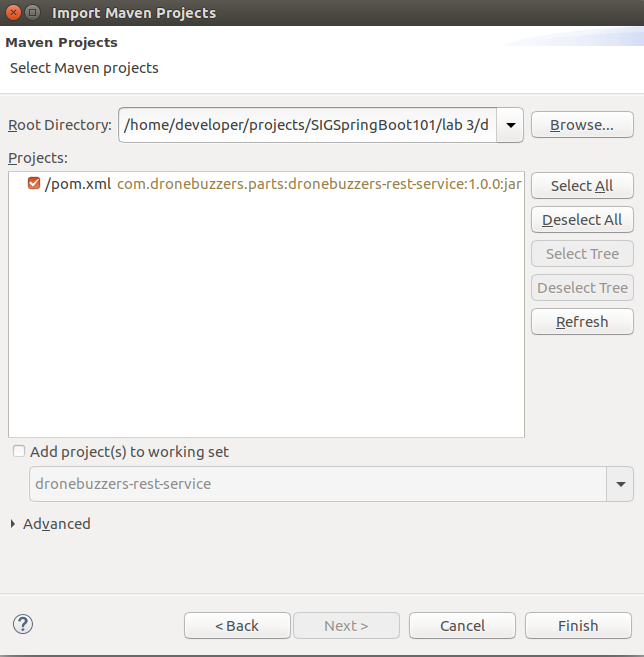 Import Maven Projects
Maven Projects
Select Maven projects
Root Directory: /home/developer/projects/SIGSpringBoot101/lab 3/d Browse...
Projects:
/pom.xml com.dronebuzzers.parts:dronebuzzers-rest-service:1.0.0:jar
Select All
Deselect All
Select Tree
Deselect Tree
Refresh
Add project(s) to working set
dronebuzzers-rest-service
Advanced
? < Back Next > Cancel Finish